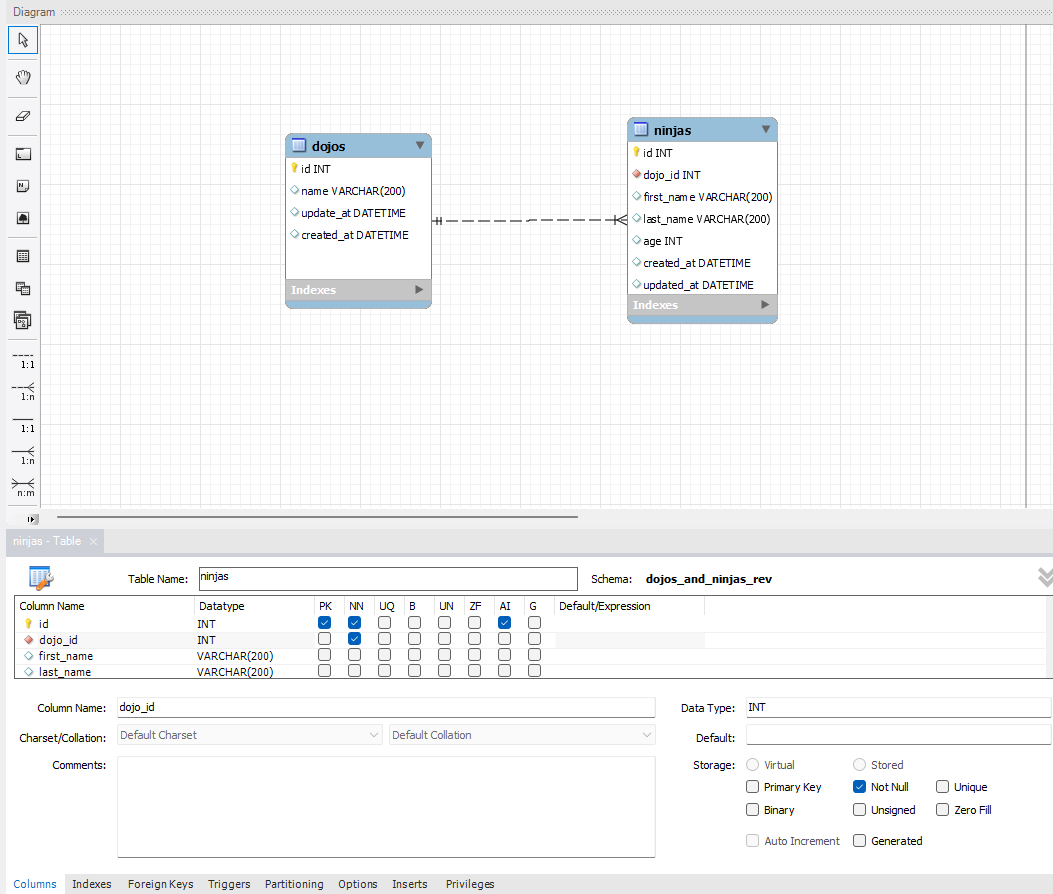 Diagram
dojos
id INT
name VARCHAR(200)
update_at DATETIME
created_at DATETIME
Indexes
ninjas
id INT
dojo_id INT
first_name VARCHAR(200)
last_name VARCHAR(200)
age INT
created_at DATETIME
updated_at DATETIME
Indexes
1:1
1:n
1:1
1:n
n:m
ninjas - Table
Table Name: ninjas Schema: dojos_and_ninjas_rev
Column Name Datatype PK NN UQ B UN ZF AI G Default/Expression
id INT
dojo_id INT
first_name VARCHAR(200)
last_name VARCHAR(200)
Column Name: dojo_id Data Type: INT
Charset/Collation: Default Charset Default Collation Default:
Comments: Storage: Virtual Stored
Primary Key Not Null Unique
Binary Unsigned Zero Fill
Auto Increment Generated
Columns Indexes Foreign Keys Triggers Partitioning Options Inserts Privileges